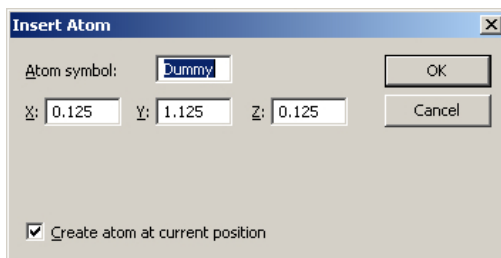 Insert Atom
Atom symbol: Dummy OK
X: 0.125 Y: 1.125 Z: 0.125 Cancel
Create atom at current position